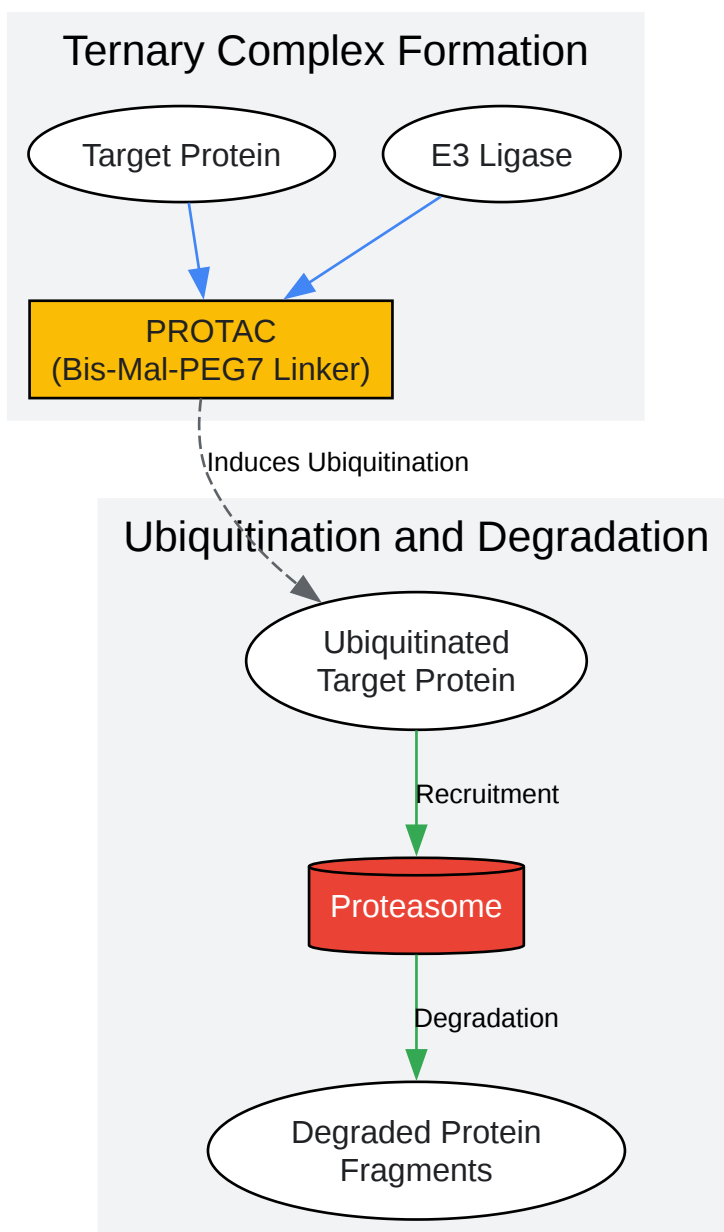 Ternary Complex Formation
Target Protein
E3 Ligase
PROTAC
(Bis-Mal-PEG7 Linker)
Induces Ubiquitination
Ubiquitination and Degradation
Ubiquitinated
Target Protein
Recruitment
Proteasome
Degradation
Degraded Protein
Fragments